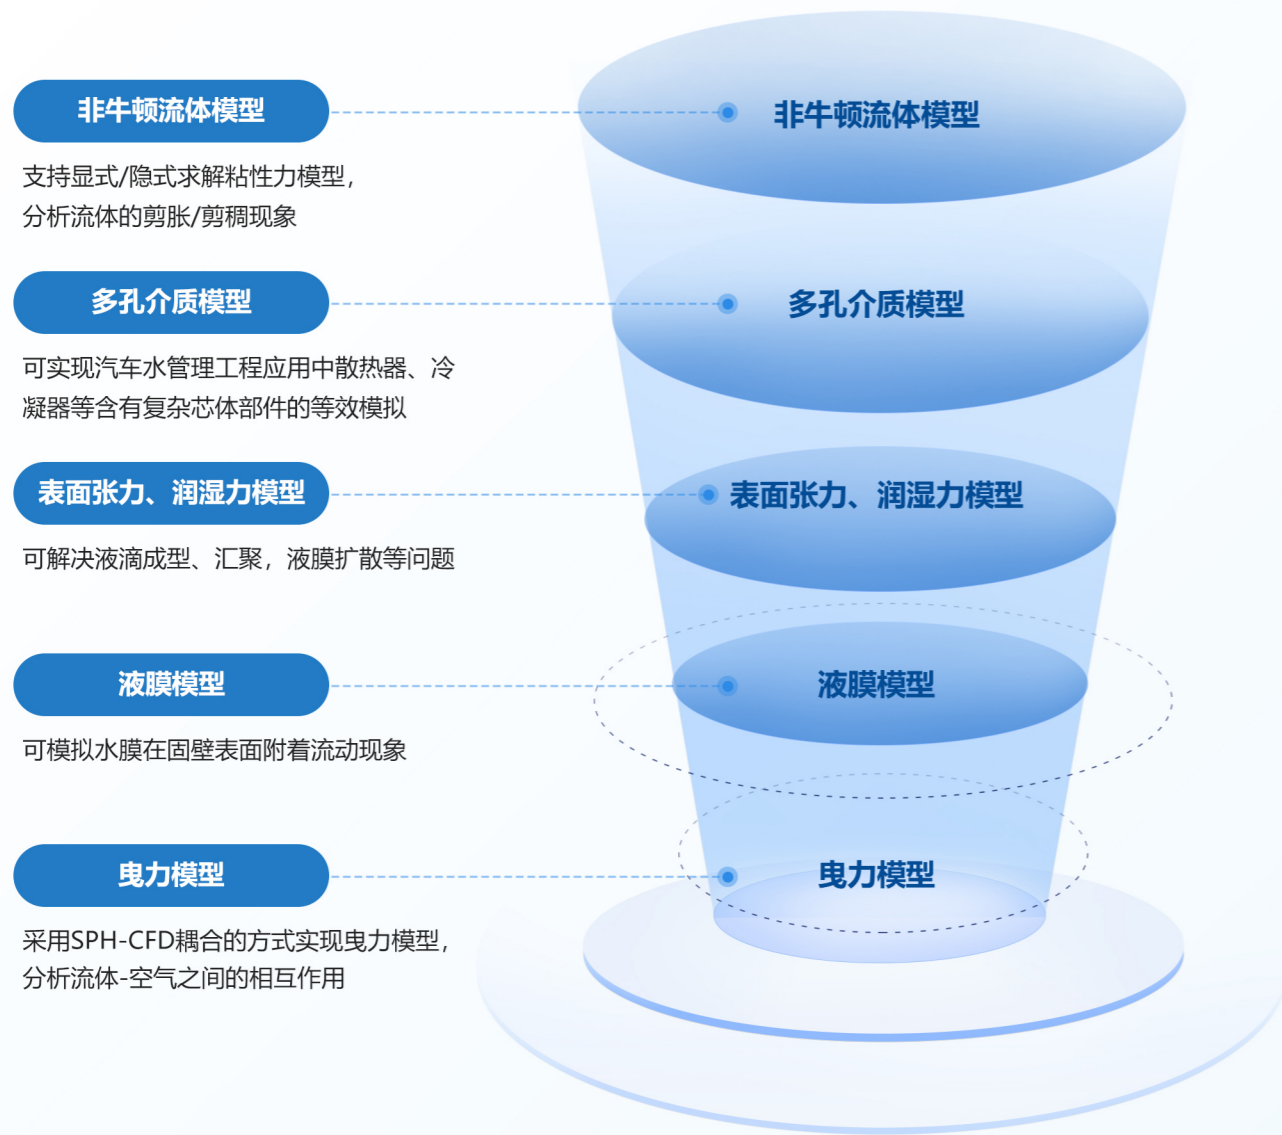 非牛顿流体模型
非牛顿流体模型
支持显式/隐式求解粘性力模型，
分析流体的剪胀/剪稠现象
多孔介质模型
多孔介质模型
可实现汽车水管理工程应用中散热器、冷
凝器等含有复杂芯体部件的等效模拟
表面张力、润湿力模型
表面张力、润湿力模型
可解决液滴成型、汇聚，液膜扩散等问题
液膜模型
液膜模型
可模拟水膜在固壁表面附着流动现象
曳力模型
曳力模型
采用SPH-CFD耦合的方式实现曳力模型，
分析流体-空气之间的相互作用